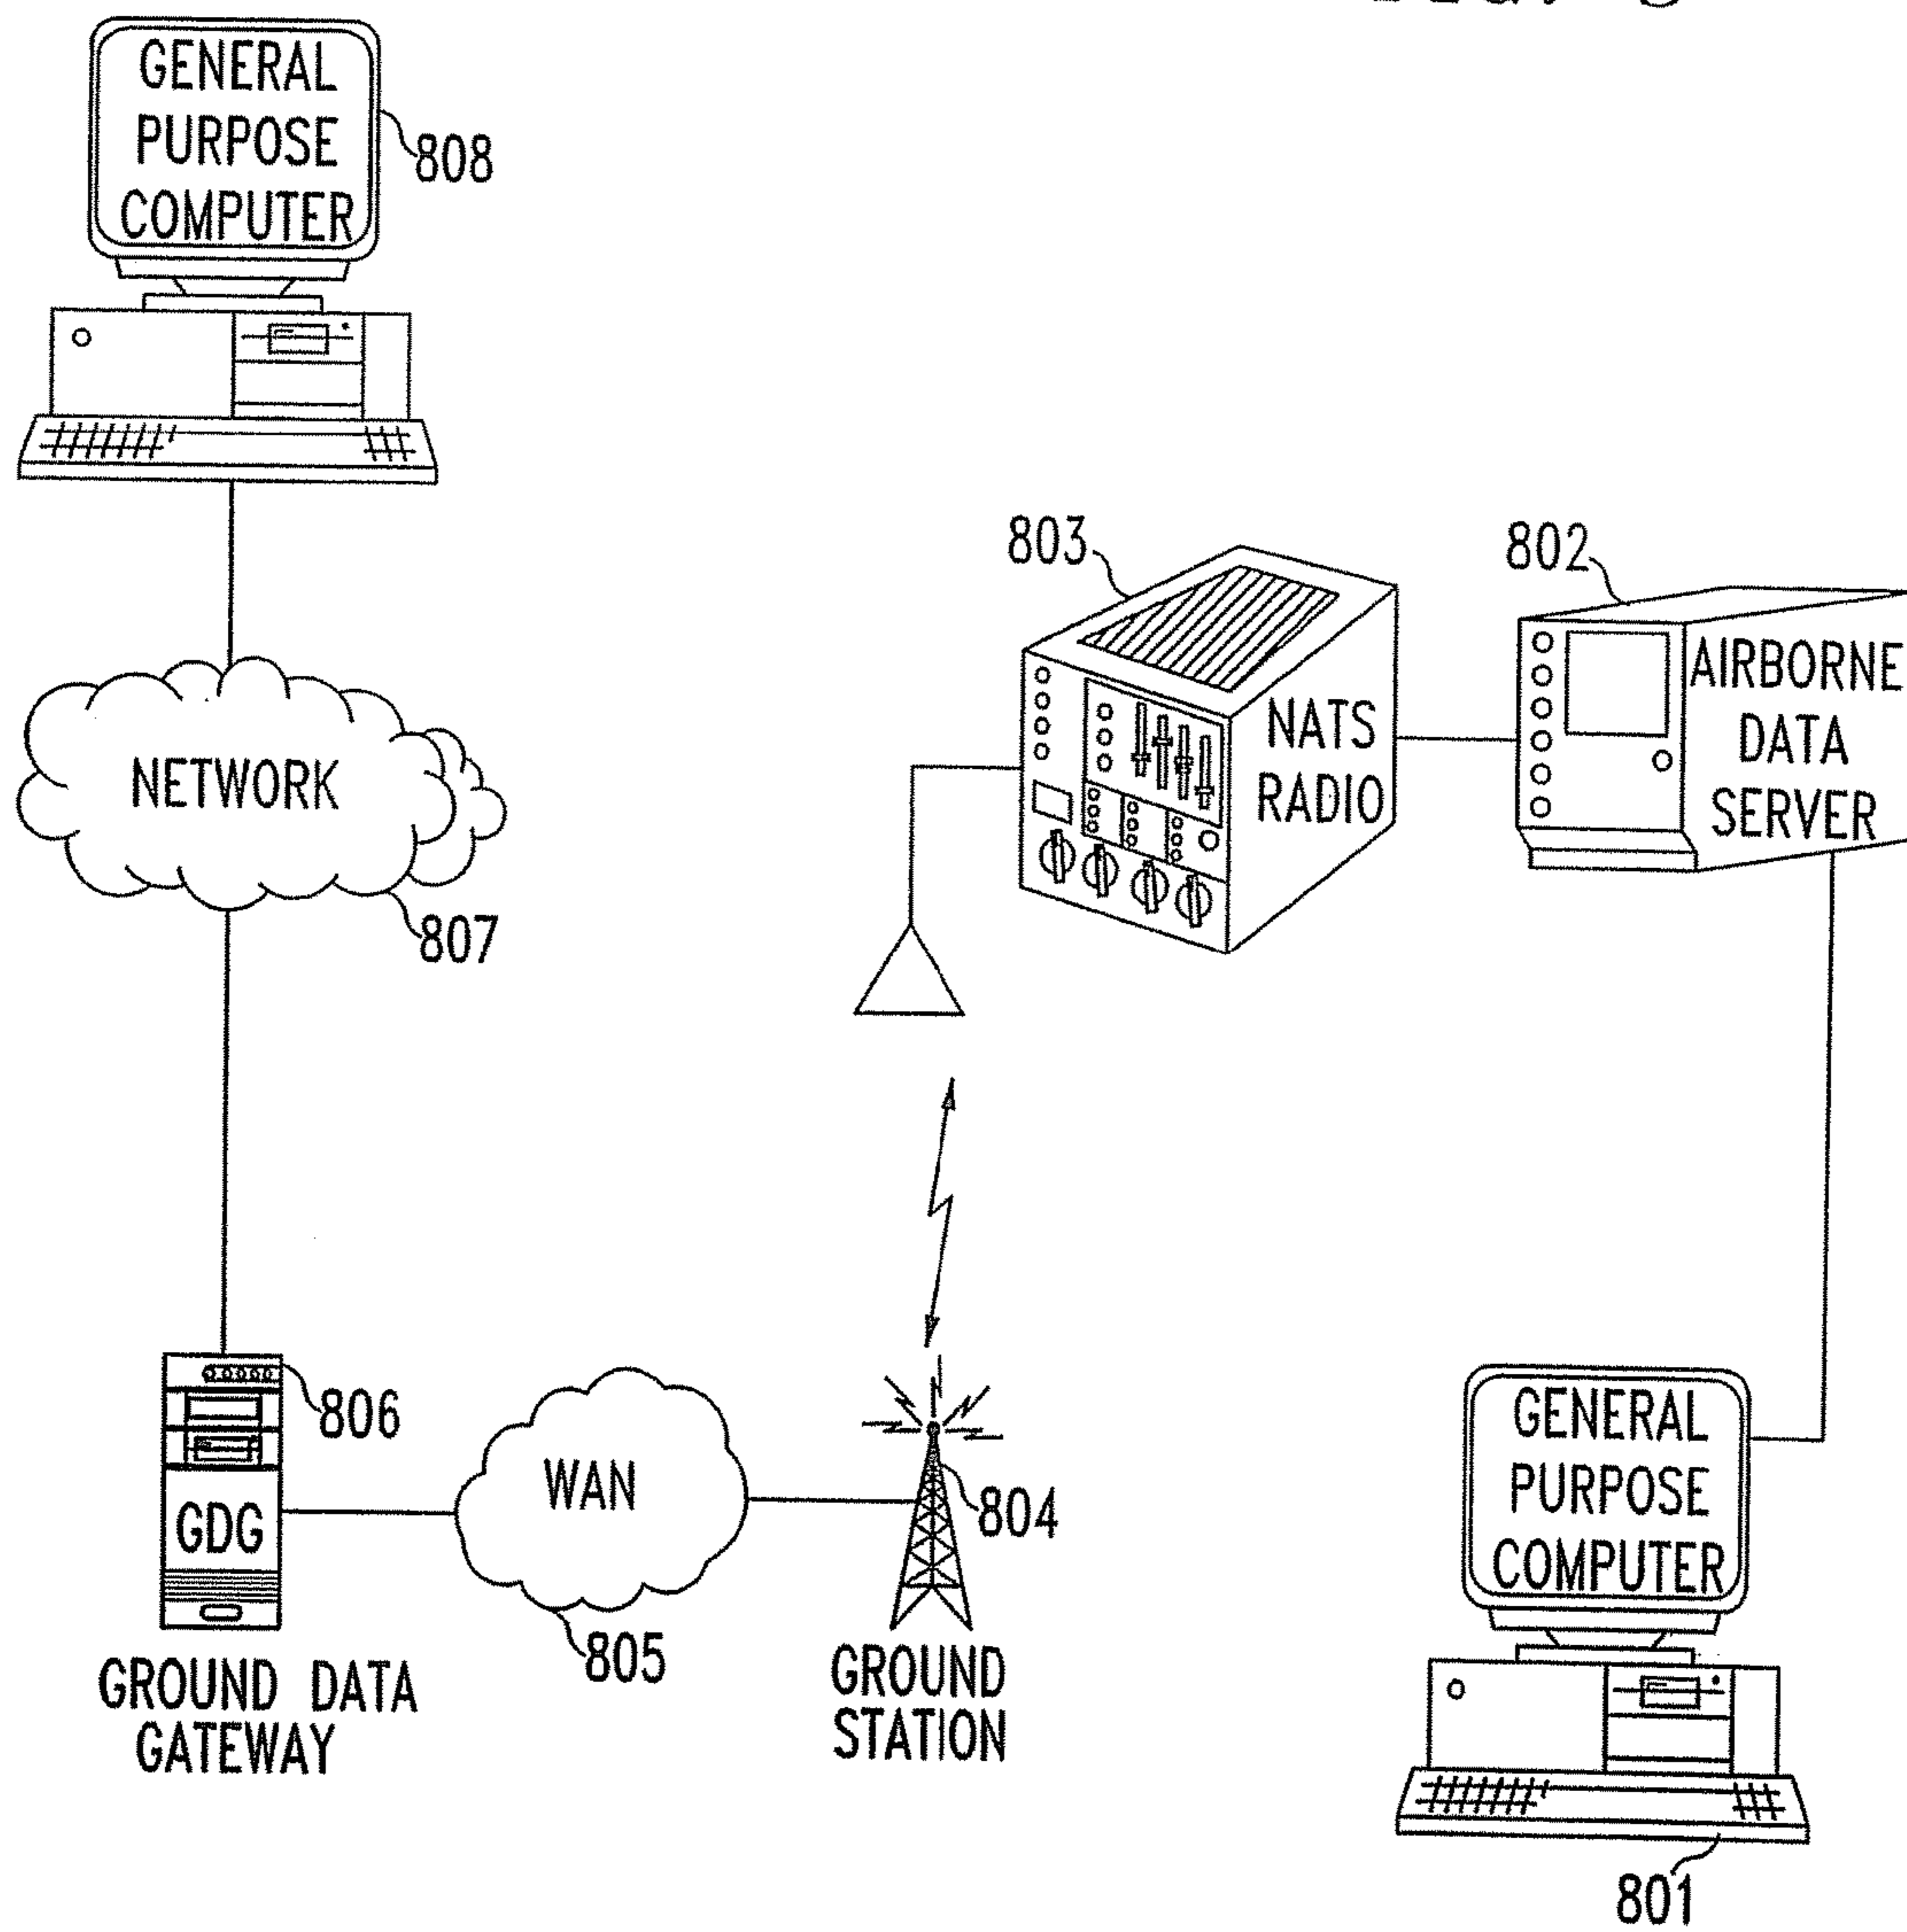 GENERAL
PURPOSE
COMPUTER
808
NETWORK
807
803
NATS
RADIO
802
AIRBORNE
DATA
SERVER
806
GDG
GROUND DATA
GATEWAY
WAN
805
804
GROUND
STATION
GENERAL
PURPOSE
COMPUTER
801